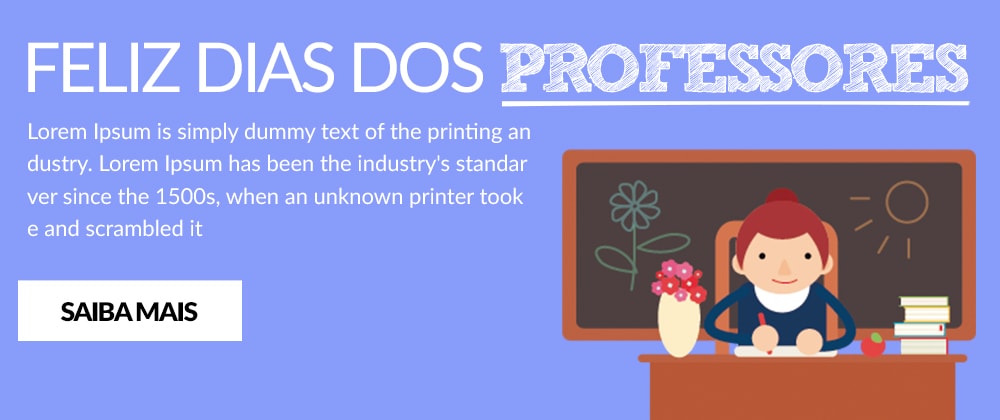 FELIZ DIAS DOS PROFESSORES
Lorem Ipsum is simply dummy text of the printing an
dustry. Lorem Ipsum has been the industry's standar
ver since the 1500s, when an unknown printer took
e and scrambled it
SAIBA MAIS